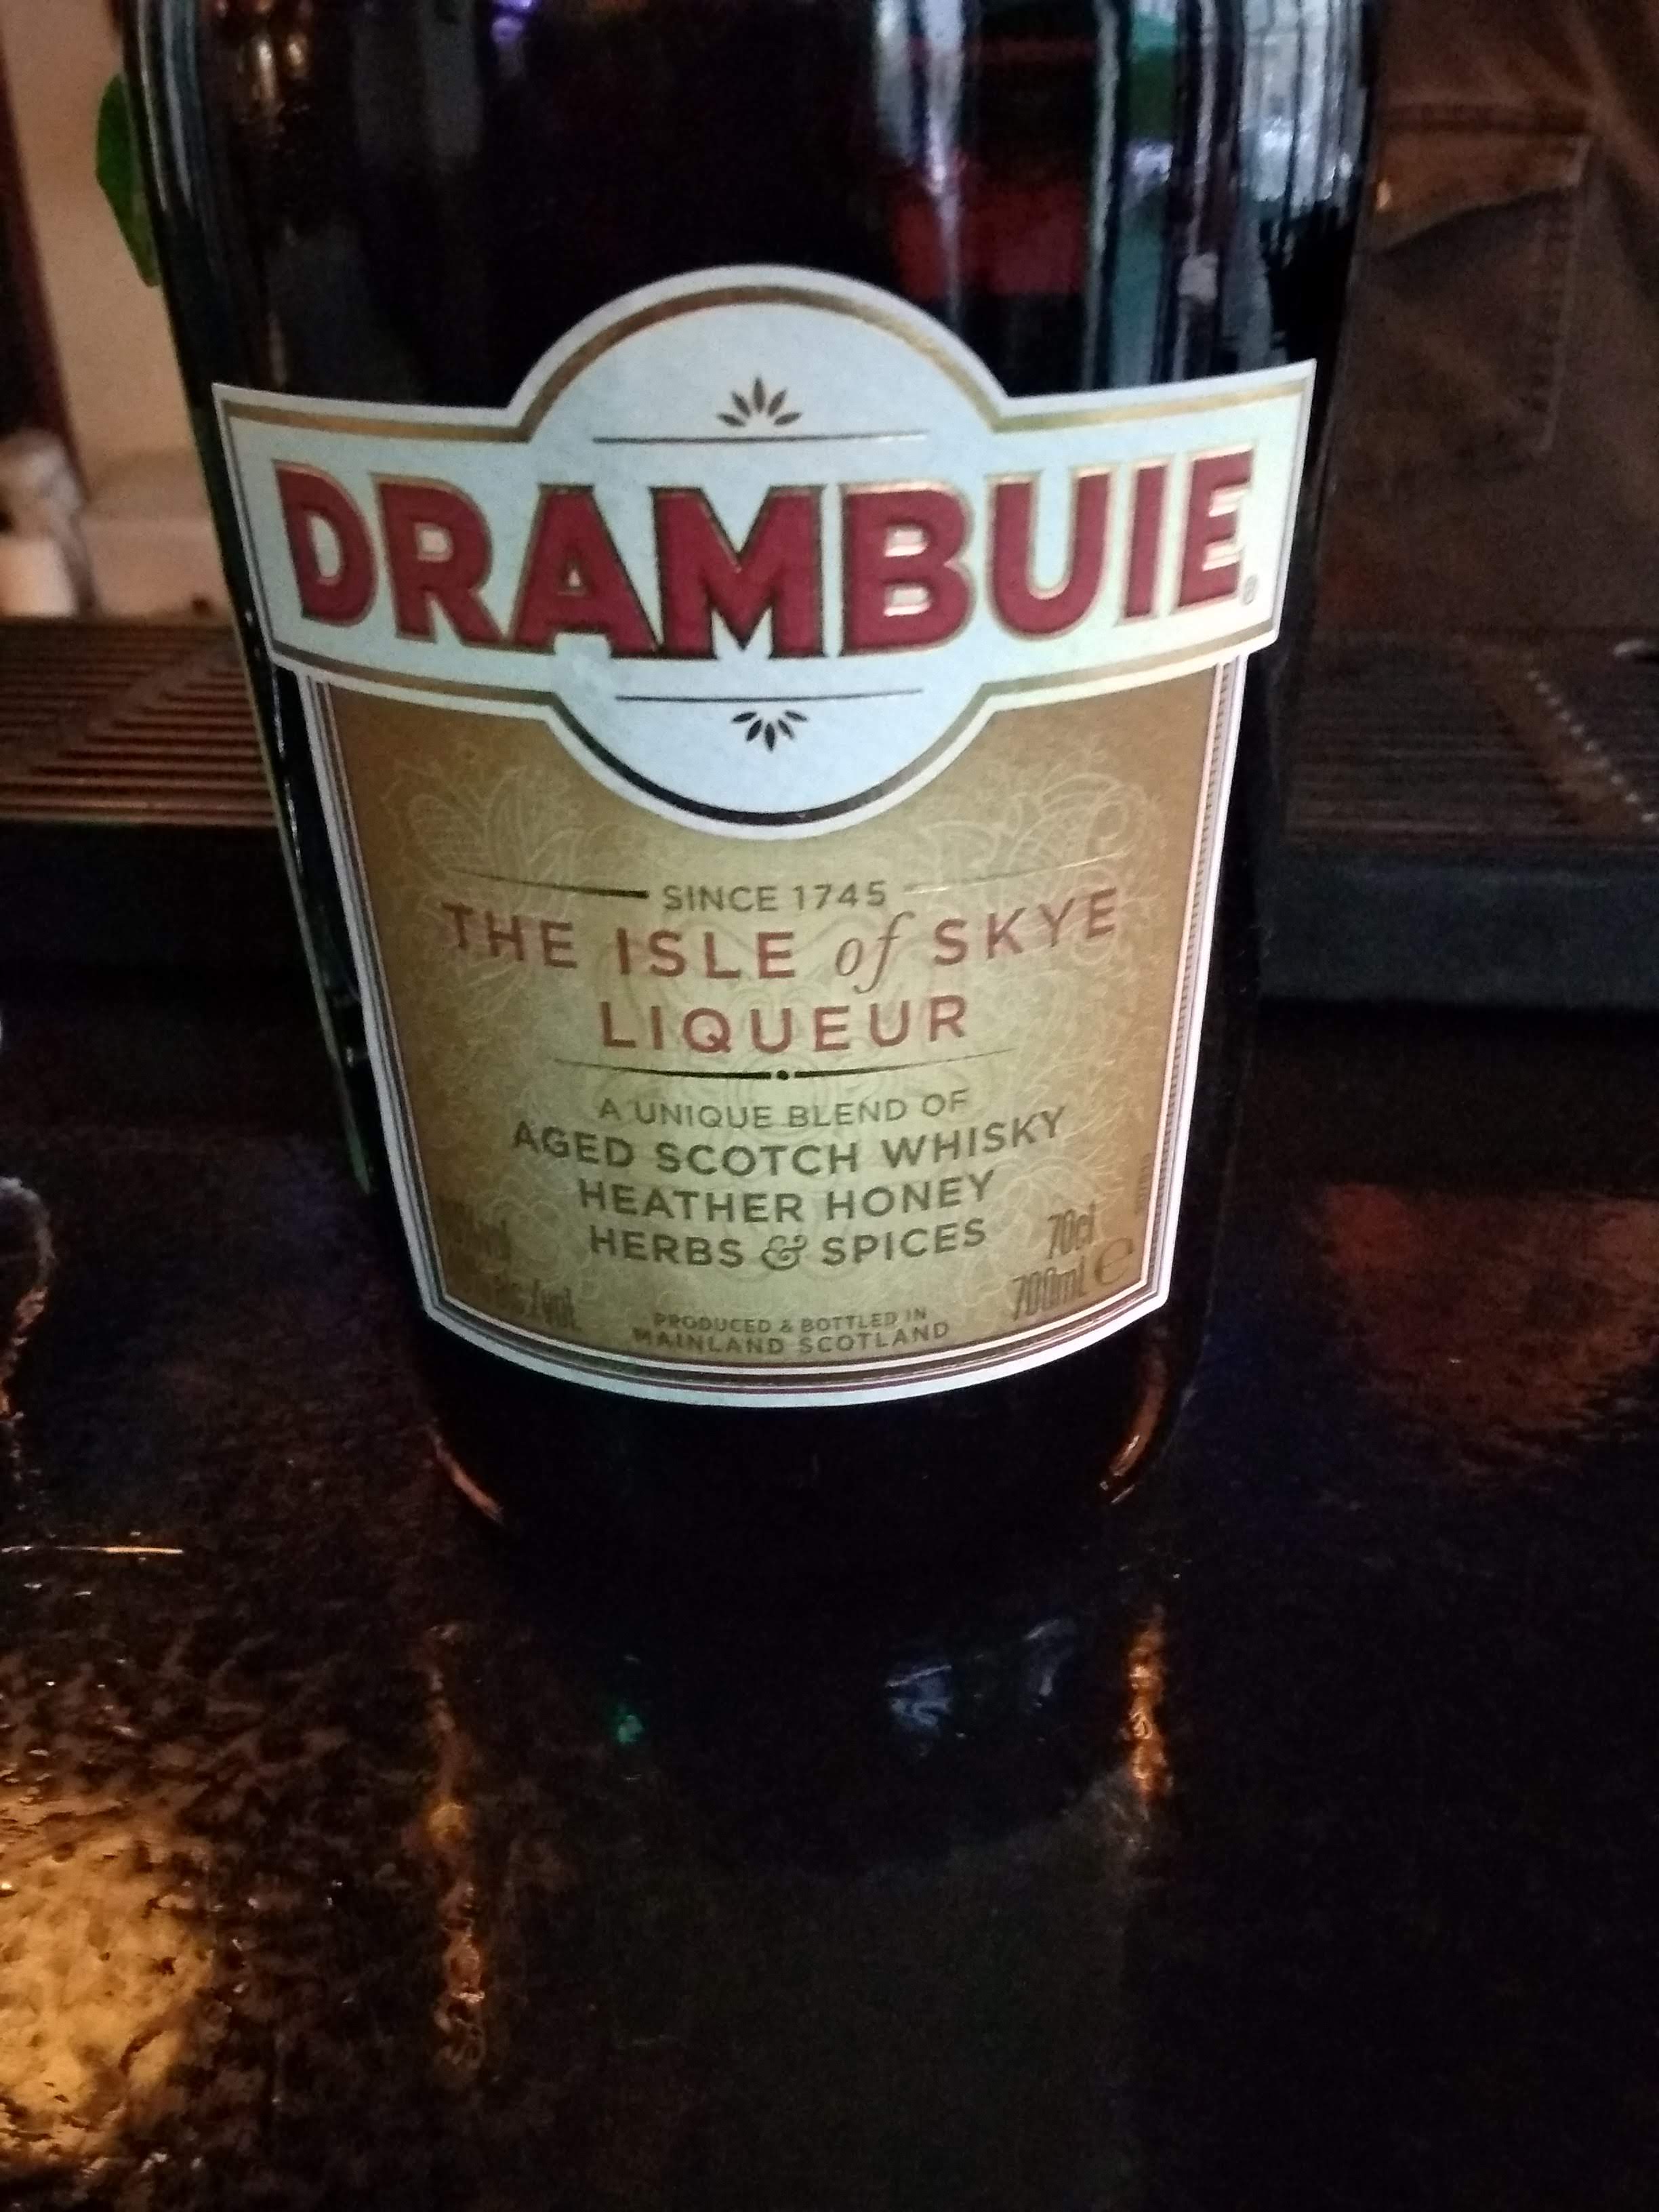 DRAMBUIE
SINCE 1745
THE ISLE of SKYE
LIQUEUR
A UNIQUE BLEND OF
AGED SCOTCH WHISKY
HEATHER HONEY
HERBS & SPICES
70cl
700mL e
PRODUCED & BOTTLED IN
MAINLAND SCOTLAND